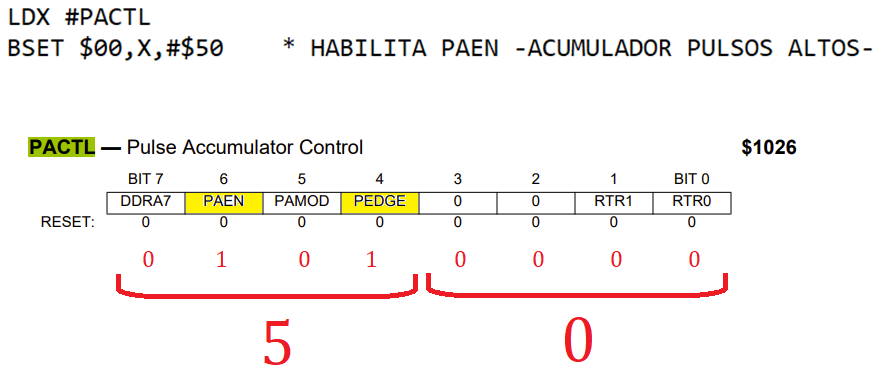 LDX #PACTL
BSET $00,X,#$50 * HABILITA PAEN -ACUMULADOR PULSOS ALTOS-
PACTL — Pulse Accumulator Control $1026
BIT 7 6 5 4 3 2 1 BIT 0
DDRA7 PAEN PAMOD PEDGE 0 0 RTR1 RTR0
RESET: 0 0 0 0 0 0 0 0
0 1 0 1 0 0 0 0
5 0